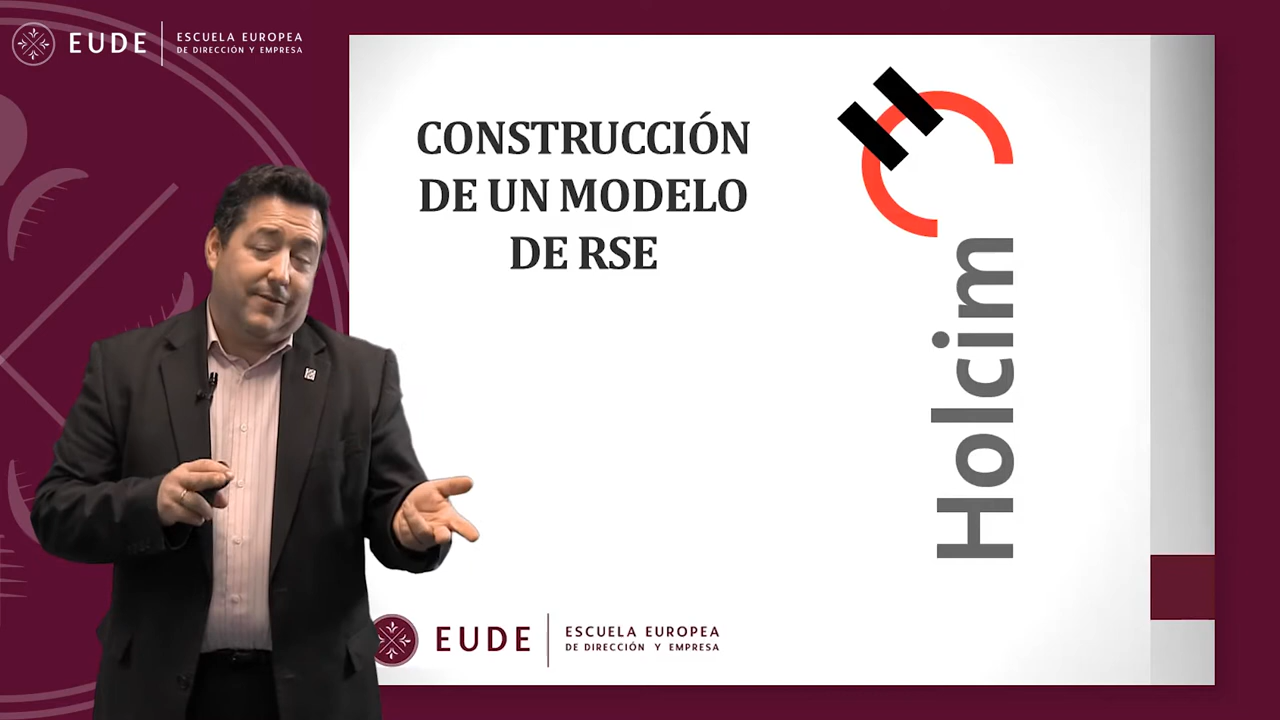 EUDE
ESCUELA EUROPEA
DE DIRECCIÓN Y EMPRESA
CONSTRUCCIÓN
DE UN MODELO
DE RSE
Holcim
EUDE
ESCUELA EUROPEA
DE DIRECCIÓN Y EMPRESA